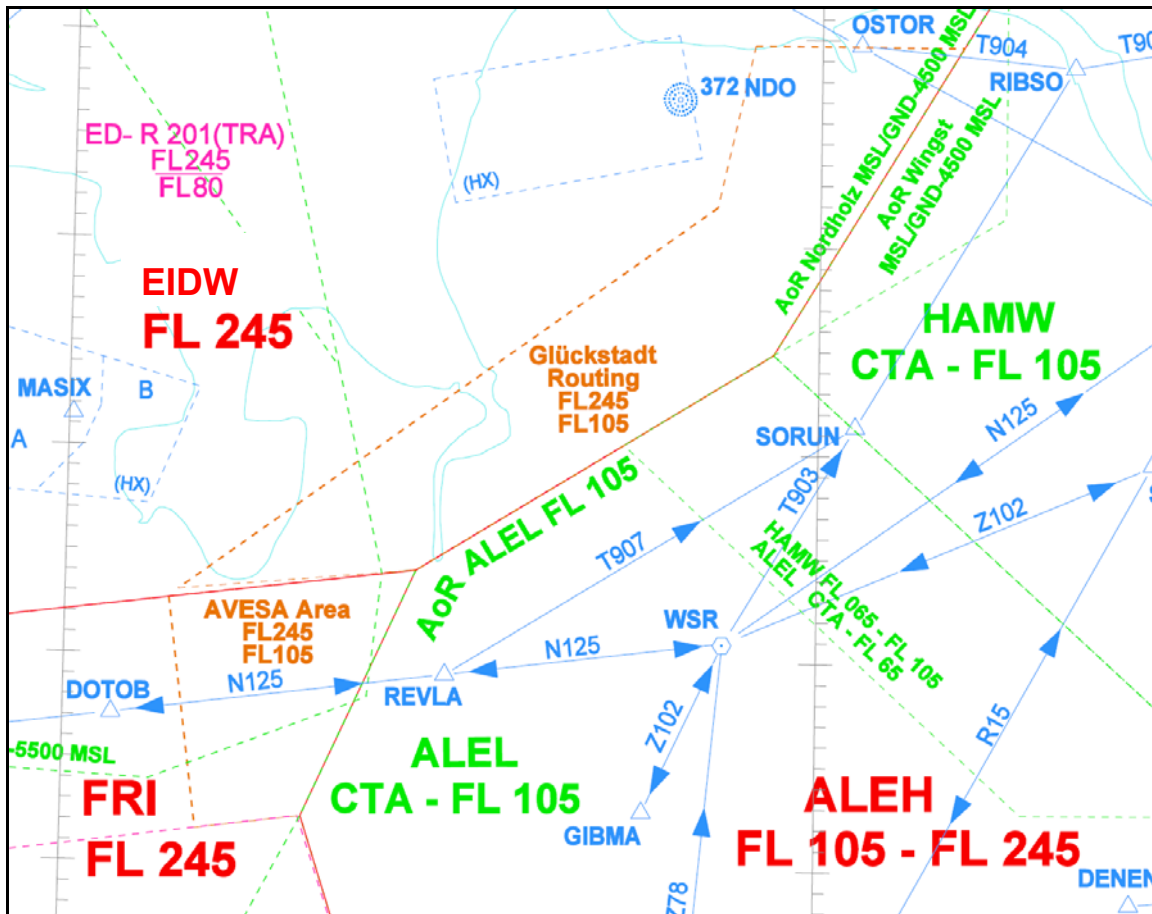 OSTOR
T904
RIBSO
372 NDO
(HX)
ED- R 201(TRA)
FL245
FL80
AoR Nordholz MSL/GND-4500 MSL
AoR Wingst
MSL/GND-4500 MSL
EIDW
FL 245
HAMW
CTA - FL 105
Glückstadt
Routing
FL245
FL105
MASIX
B
A
(HX)
SORUN
N125
T903
Z102
AoR ALEL FL 105
T907
HAMW FL 065 - FL 105
ALEL CTA - FL 65
AVESA Area
FL245
FL105
WSR
N125
DOTOB
N125
REVLA
Z102
R15
-5500 MSL
ALEL
CTA - FL 105
FRI
FL 245
GIBMA
ALEH
FL 105 - FL 245